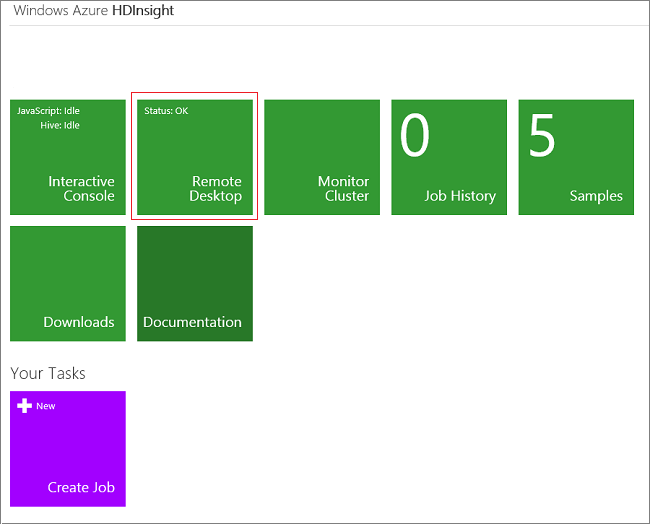 Windows Azure HDInsight
JavaScript: Idle
Hive: Idle
Interactive
Console
Status: OK
Remote
Desktop
Monitor
Cluster
0
Job History
5
Samples
Downloads
Documentation
Your Tasks
New
Create Job